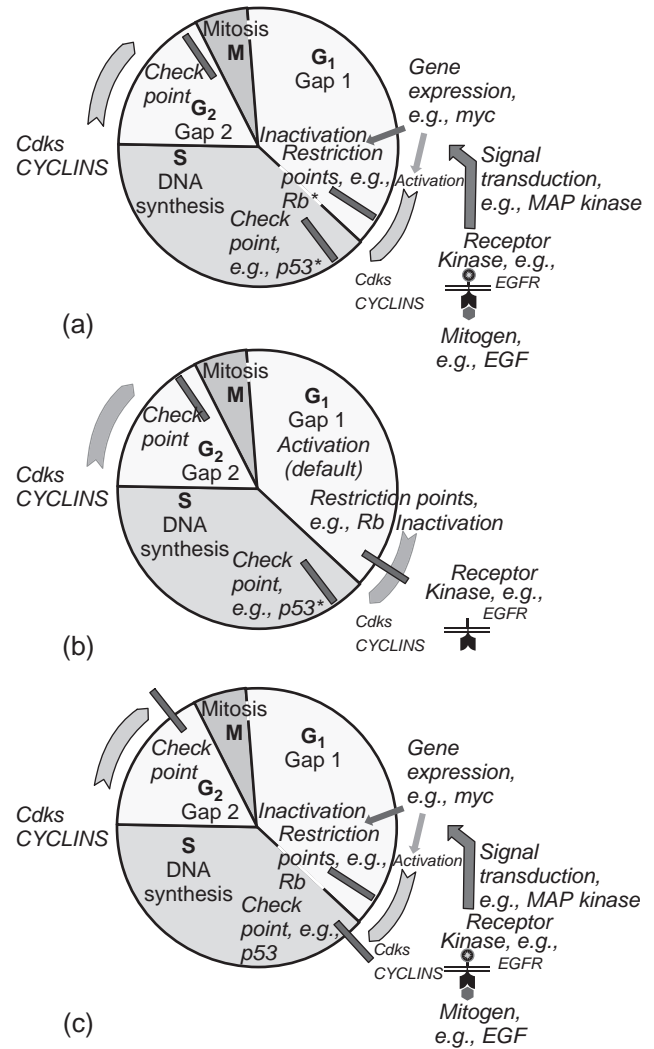 Mitosis
M
G1
Gap 1
Check
point
G2
Gap 2
Cdks
CYCLINS
S
DNA
synthesis
Inactivation
Restriction
points, e.g.,
Rb*
Check
point,
e.g., p53*
Gene
expression,
e.g., myc
Activation
Signal
transduction,
e.g., MAP kinase
Receptor
Kinase, e.g.,
EGFR
Cdks
CYCLINS
Mitogen,
e.g., EGF
(a)
Mitosis
M
G1
Gap 1
Activation
(default)
Check
point
G2
Gap 2
Cdks
CYCLINS
S
DNA
synthesis
Restriction points,
e.g., Rb
Inactivation
Check
point,
e.g., p53*
Receptor
Kinase, e.g.,
EGFR
Cdks
CYCLINS
(b)
Mitosis
M
G1
Gap 1
Check
point
G2
Gap 2
Cdks
CYCLINS
S
DNA
synthesis
Inactivation
Restriction
points, e.g.,
Rb
Check
point, e.g.,
p53
Gene
expression,
e.g., myc
Activation
Signal
transduction,
e.g., MAP kinase
Receptor
Kinase, e.g.,
EGFR
Cdks
CYCLINS
Mitogen,
e.g., EGF
(c)